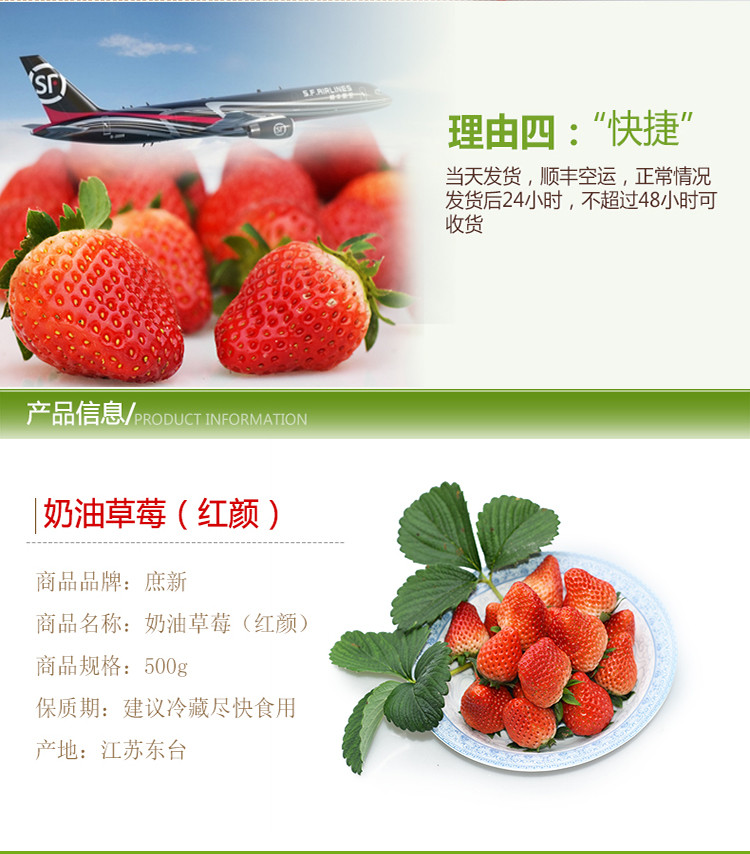 SF
S.F. AIRLINES
SF
理由四：“快捷”
当天发货，顺丰空运，正常情况
发货后24小时，不超过48小时可
收货
产品信息/PRODUCT INFORMATION
奶油草莓（红颜）
商品品牌：庶新
商品名称：奶油草莓（红颜）
商品规格：500g
保质期：建议冷藏尽快食用
产地：江苏东台